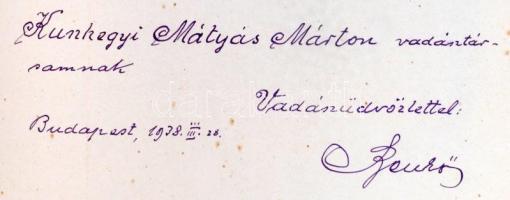 Kunhegyi Mátyás Márton vadásztár-
samnak
Vadászüdvözlettel:
Budapest, 1938. III. 28.